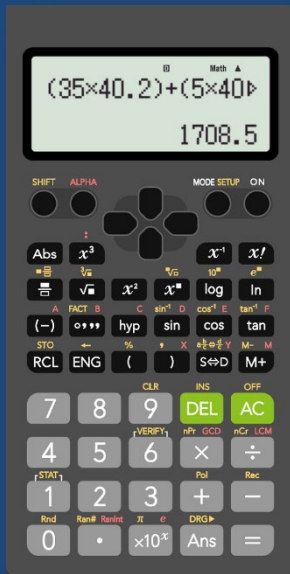 D Math ▲
(35×40.2)+(5×40▷
1708.5
SHIFT ALPHA MODE SETUP ON
:
Abs x³ x⁻¹ x!
∛■ ˣ√□ 10■ e■
√■ x² x■ log ln
A FACT B C sin⁻¹ D cos⁻¹ E tan⁻¹ F
(−) °’’’ hyp sin cos tan
STO ← % , X a b/c⇔d/c Y M− M
RCL ENG ( ) S⇔D M+
CLR INS OFF
7 8 9 DEL AC
VERIFY nPr GCD nCr LCM
4 5 6 × ÷
STAT Pol Rec
1 2 3 + −
Rnd Ran# RanInt π e DRG▶
0 · ×10ˣ Ans =